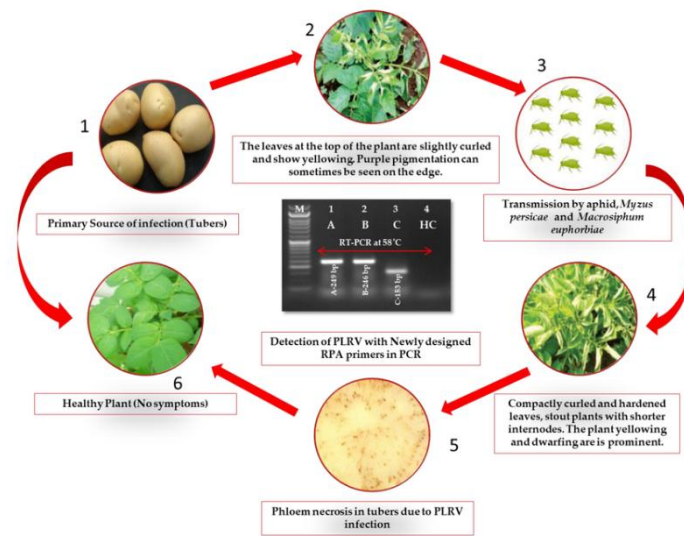 1
Primary Source of infection (Tubers)
2
The leaves at the top of the plant are slightly curled
and show yellowing. Purple pigmentation can
sometimes be seen on the edge.
3
Transmission by aphid, Myzus
persicae and Macrosiphum
euphorbiae
4
Compactly curled and hardened
leaves, stout plants with shorter
internodes. The plant yellowing
and dwarfing are is prominent.
5
Phloem necrosis in tubers due to PLRV
infection
6
Healthy Plant (No symptoms)
M 1 2 3 4
A B C HC
RT-PCR at 58°C
A-249 bp
B-246 bp
C-153 bp
Detection of PLRV with Newly designed
RPA primers in PCR